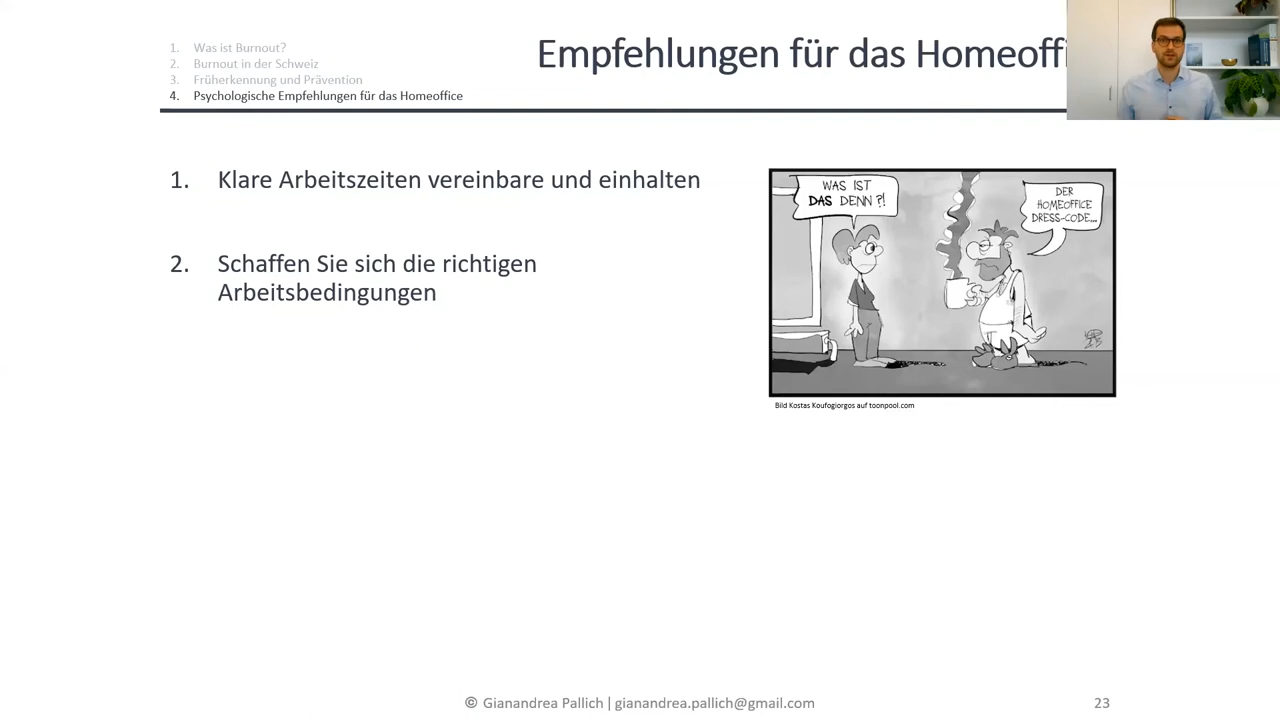 1. Was ist Burnout?
2. Burnout in der Schweiz
3. Früherkennung und Prävention
4. Psychologische Empfehlungen für das Homeoffice
Empfehlungen für das Homeoffi
1. Klare Arbeitszeiten vereinbare und einhalten
2. Schaffen Sie sich die richtigen
Arbeitsbedingungen
WAS IST
DAS DENN?!
DER
HOMEOFFICE
DRESS-CODE...
Bild Kostas Koufogiorgos auf toonpool.com
© Gianandrea Pallich | gianandrea.pallich@gmail.com
23